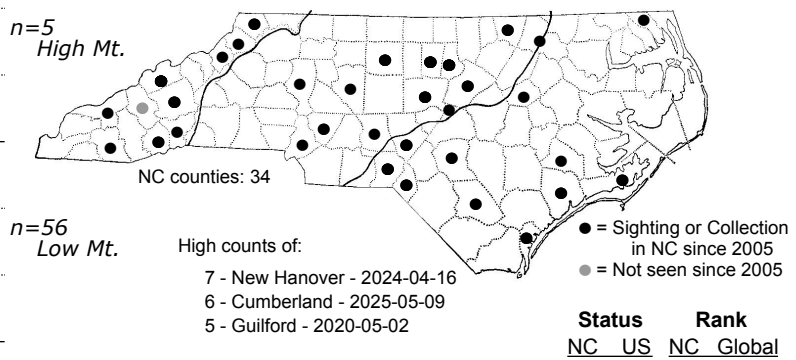 n=5
High Mt.
NC counties: 34
n=56
Low Mt.
High counts of:
7 - New Hanover - 2024-04-16
6 - Cumberland - 2025-05-09
5 - Guilford - 2020-05-02
● = Sighting or Collection
in NC since 2005
● = Not seen since 2005
Status Rank
NC US NC Global